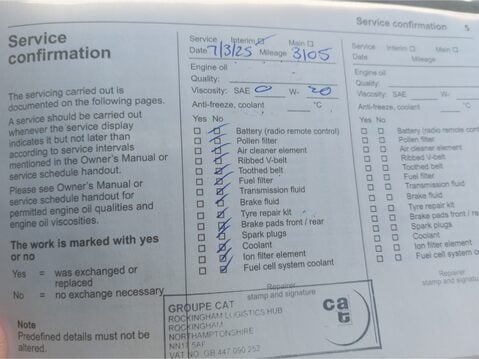 Service confirmation 5
Service
confirmation
The servicing carried out is
documented on the following pages.
A service should be carried out
whenever the service display
indicates it but not later than
according to service intervals
mentioned in the Owner's Manual or
service schedule handout.
Please see Owner's Manual or
service schedule handout for
permitted engine oil qualities and
engine oil viscosities.
The work is marked with yes
or no
Yes = was exchanged or
replaced
No = no exchange necessary
Note
Predefined details must not be
altered.
Service Interim Main
Date 7/3/25 Mileage 3105
Engine oil
Quality:
Viscosity: SAE 0 W- 20
Anti-freeze, coolant °C
Yes No
Battery (radio remote control)
Pollen filter
Air cleaner element
Ribbed V-belt
Toothed belt
Fuel filter
Transmission fluid
Brake fluid
Tyre repair kit
Brake pads front / rear
Spark plugs
Coolant
Ion filter element
Fuel cell system coolant
Repairer
stamp and signature
GROUPE CAT
ROCKINGHAM LOGISTICS HUB
ROCKINGHAM
NORTHAMPTONSHIRE
NN17 5AF
VAT NO. GB 447 090 252
cat
Service Interim Main
Date Mileage
Engine oil
Quality:
Viscosity: SAE W-
Anti-freeze, coolant °C
Yes No
Battery (radio remote control)
Pollen filter
Air cleaner element
Ribbed V-belt
Toothed belt
Fuel filter
Transmission fluid
Brake fluid
Tyre repair kit
Brake pads front /
Spark plugs
Coolant
Ion filter element
Fuel cell system
Repairer
stamp and